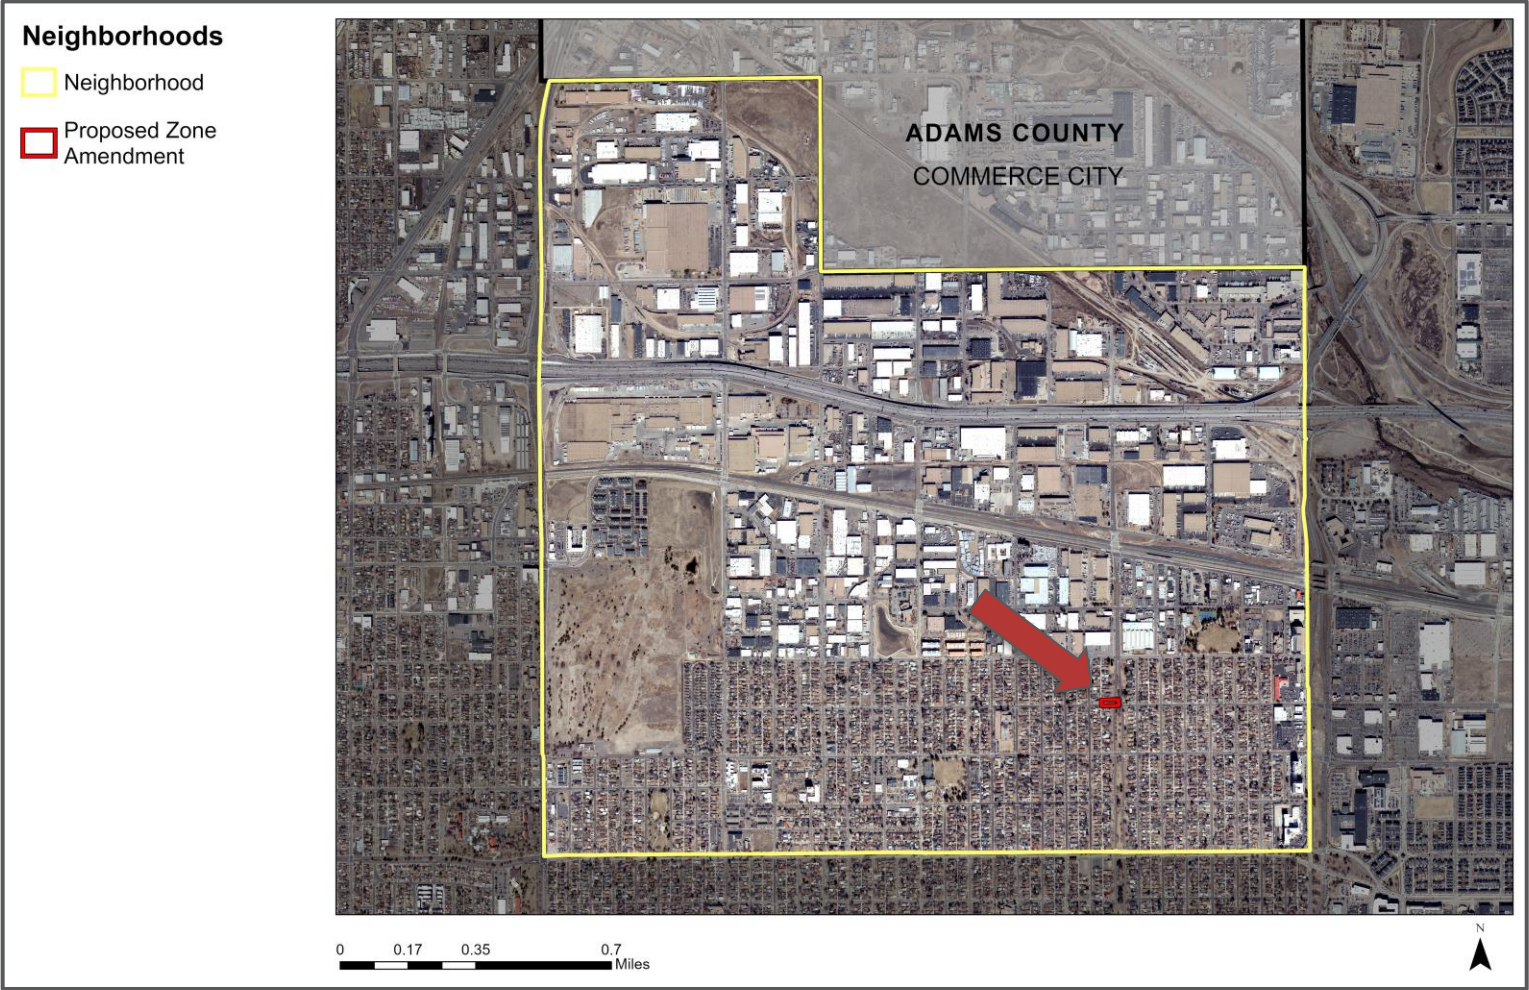 Neighborhoods
Neighborhood
Proposed Zone
Amendment
ADAMS COUNTY
COMMERCE CITY
0 0.17 0.35 0.7
Miles
N